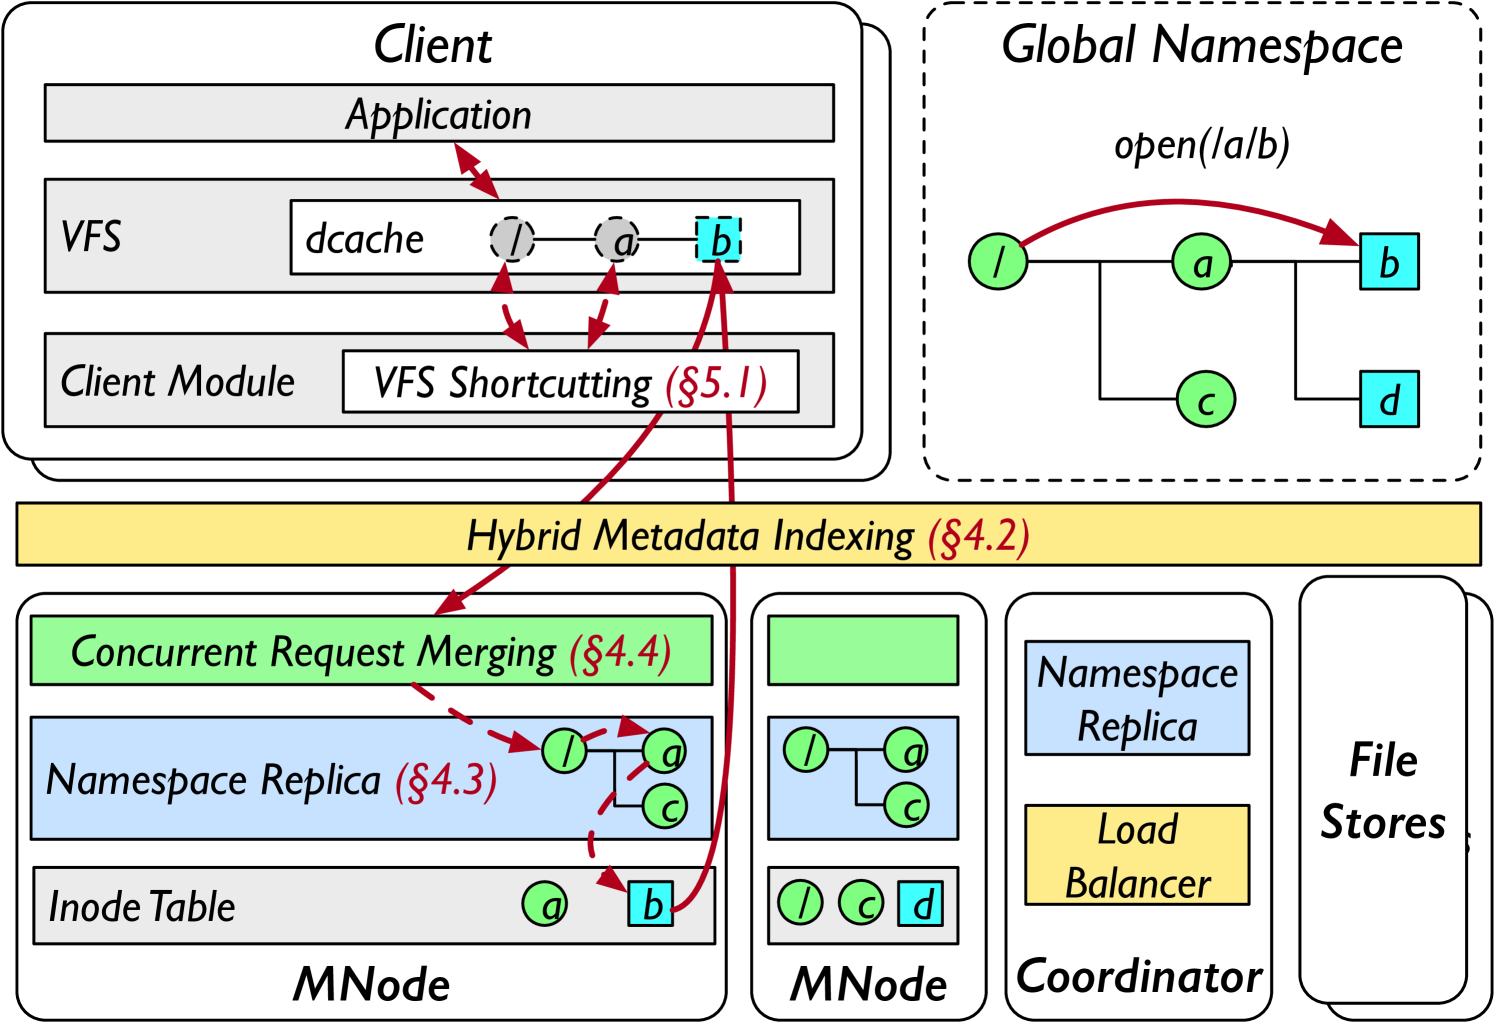 Client
Application
VFS
dcache
/ a b
Client Module
VFS Shortcutting (§5.1)
Global Namespace
open(/a/b)
/ a b
c d
Hybrid Metadata Indexing (§4.2)
Concurrent Request Merging (§4.4)
Namespace Replica (§4.3)
/ a
c
Inode Table
a b
MNode
/ a
c
/ c d
MNode
Namespace
Replica
Load
Balancer
Coordinator
File
Stores